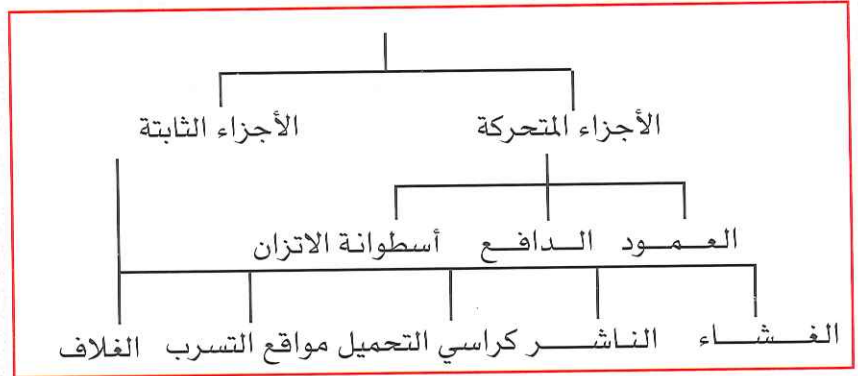 الأجزاء المتحركة الأجزاء الثابتة
العمود الدافع أسطوانة الاتزان
الغشاء الناشر كراسي التحميل مواقع التسرب الغلاف